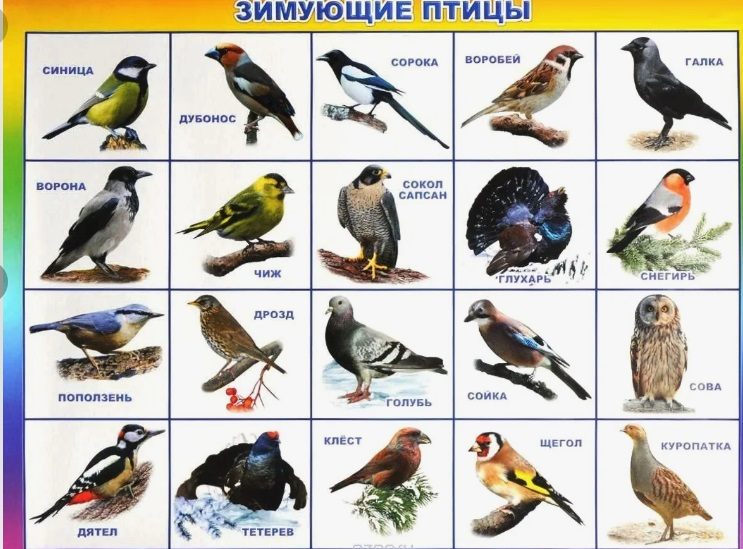 ЗИМУЮЩИЕ ПТИЦЫ
СИНИЦА
ДУБОНОС
СОРОКА
ВОРОБЕЙ
ГАЛКА
ВОРОНА
ЧИЖ
СОКОЛ
САПСАН
ГЛУХАРЬ
СНЕГИРЬ
ПОПОЛЗЕНЬ
ДРОЗД
ГОЛУБЬ
СОЙКА
СОВА
ДЯТЕЛ
ТЕТЕРЕВ
КЛЁСТ
ЩЕГОЛ
КУРОПАТКА